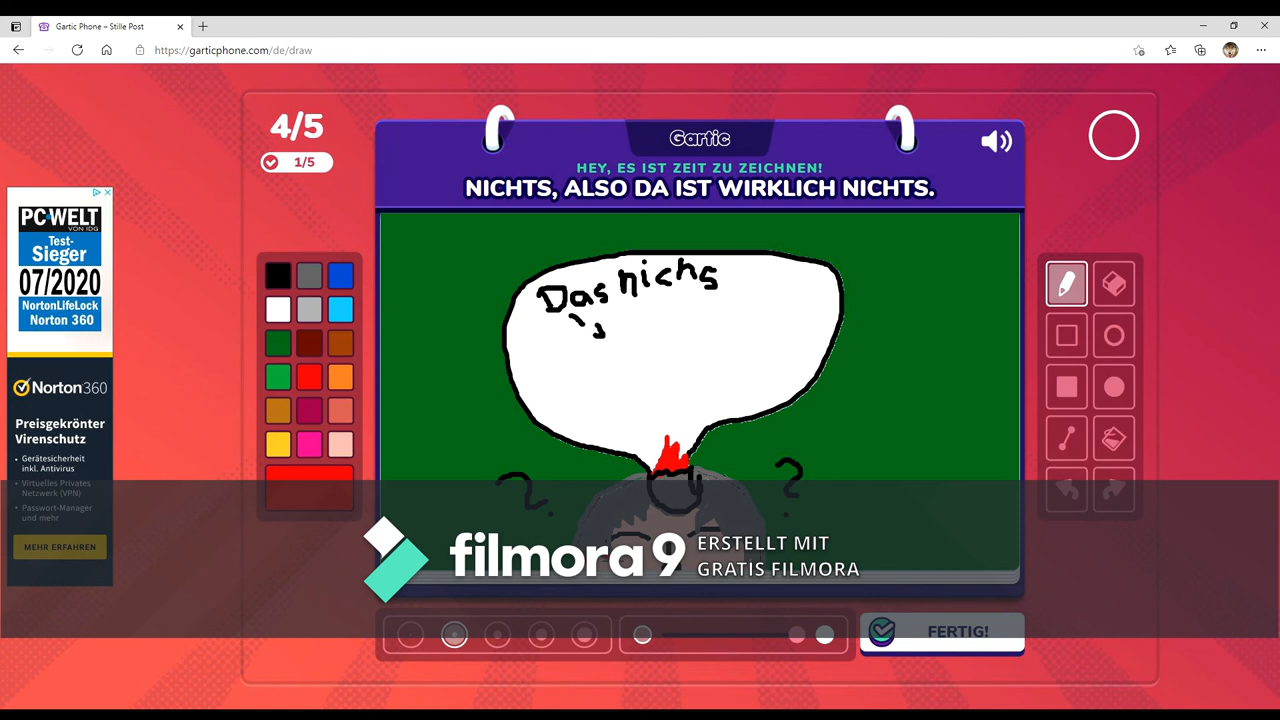 Gartic Phone – Stille Post
https://garticphone.com/de/draw
4/5
1/5
Gartic
HEY, ES IST ZEIT ZU ZEICHNEN!
NICHTS, ALSO DA IST WIRKLICH NICHTS.
PC WELT
VON IDG
Test-
Sieger
07/2020
NortonLifeLock
Norton 360
Norton360
Preisgekrönter
Virenschutz
• Gerätesicherheit
inkl. Antivirus
• Virtuelles Privates
Netzwerk (VPN)
• Passwort-Manager
und mehr
MEHR ERFAHREN
Das nichs
? ?
filmora 9
ERSTELLT MIT
GRATIS FILMORA
FERTIG!